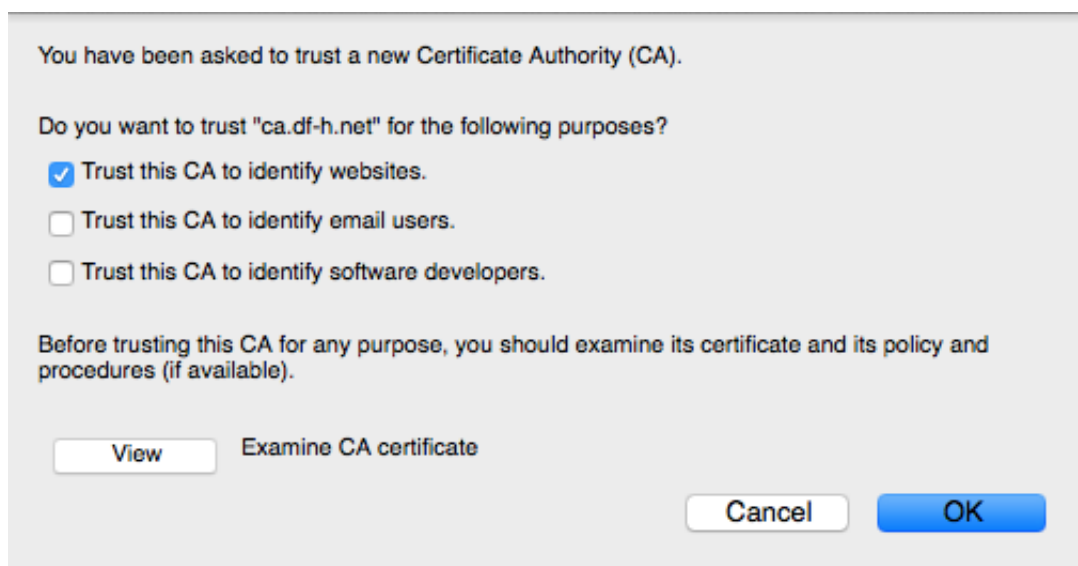 You have been asked to trust a new Certificate Authority (CA).
Do you want to trust "ca.df-h.net" for the following purposes?
Trust this CA to identify websites.
Trust this CA to identify email users.
Trust this CA to identify software developers.
Before trusting this CA for any purpose, you should examine its certificate and its policy and
procedures (if available).
View Examine CA certificate
Cancel OK